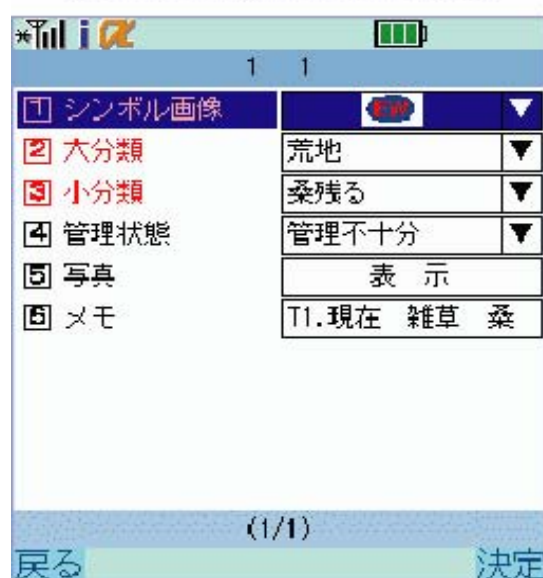 i α
1 1
1 シンボル画像 EW ▼
2 大分類 荒地 ▼
3 小分類 桑残る ▼
4 管理状態 管理不十分 ▼
5 写真 表 示
6 メモ T1.現在 雑草 桑
(1/1)
戻る 決定